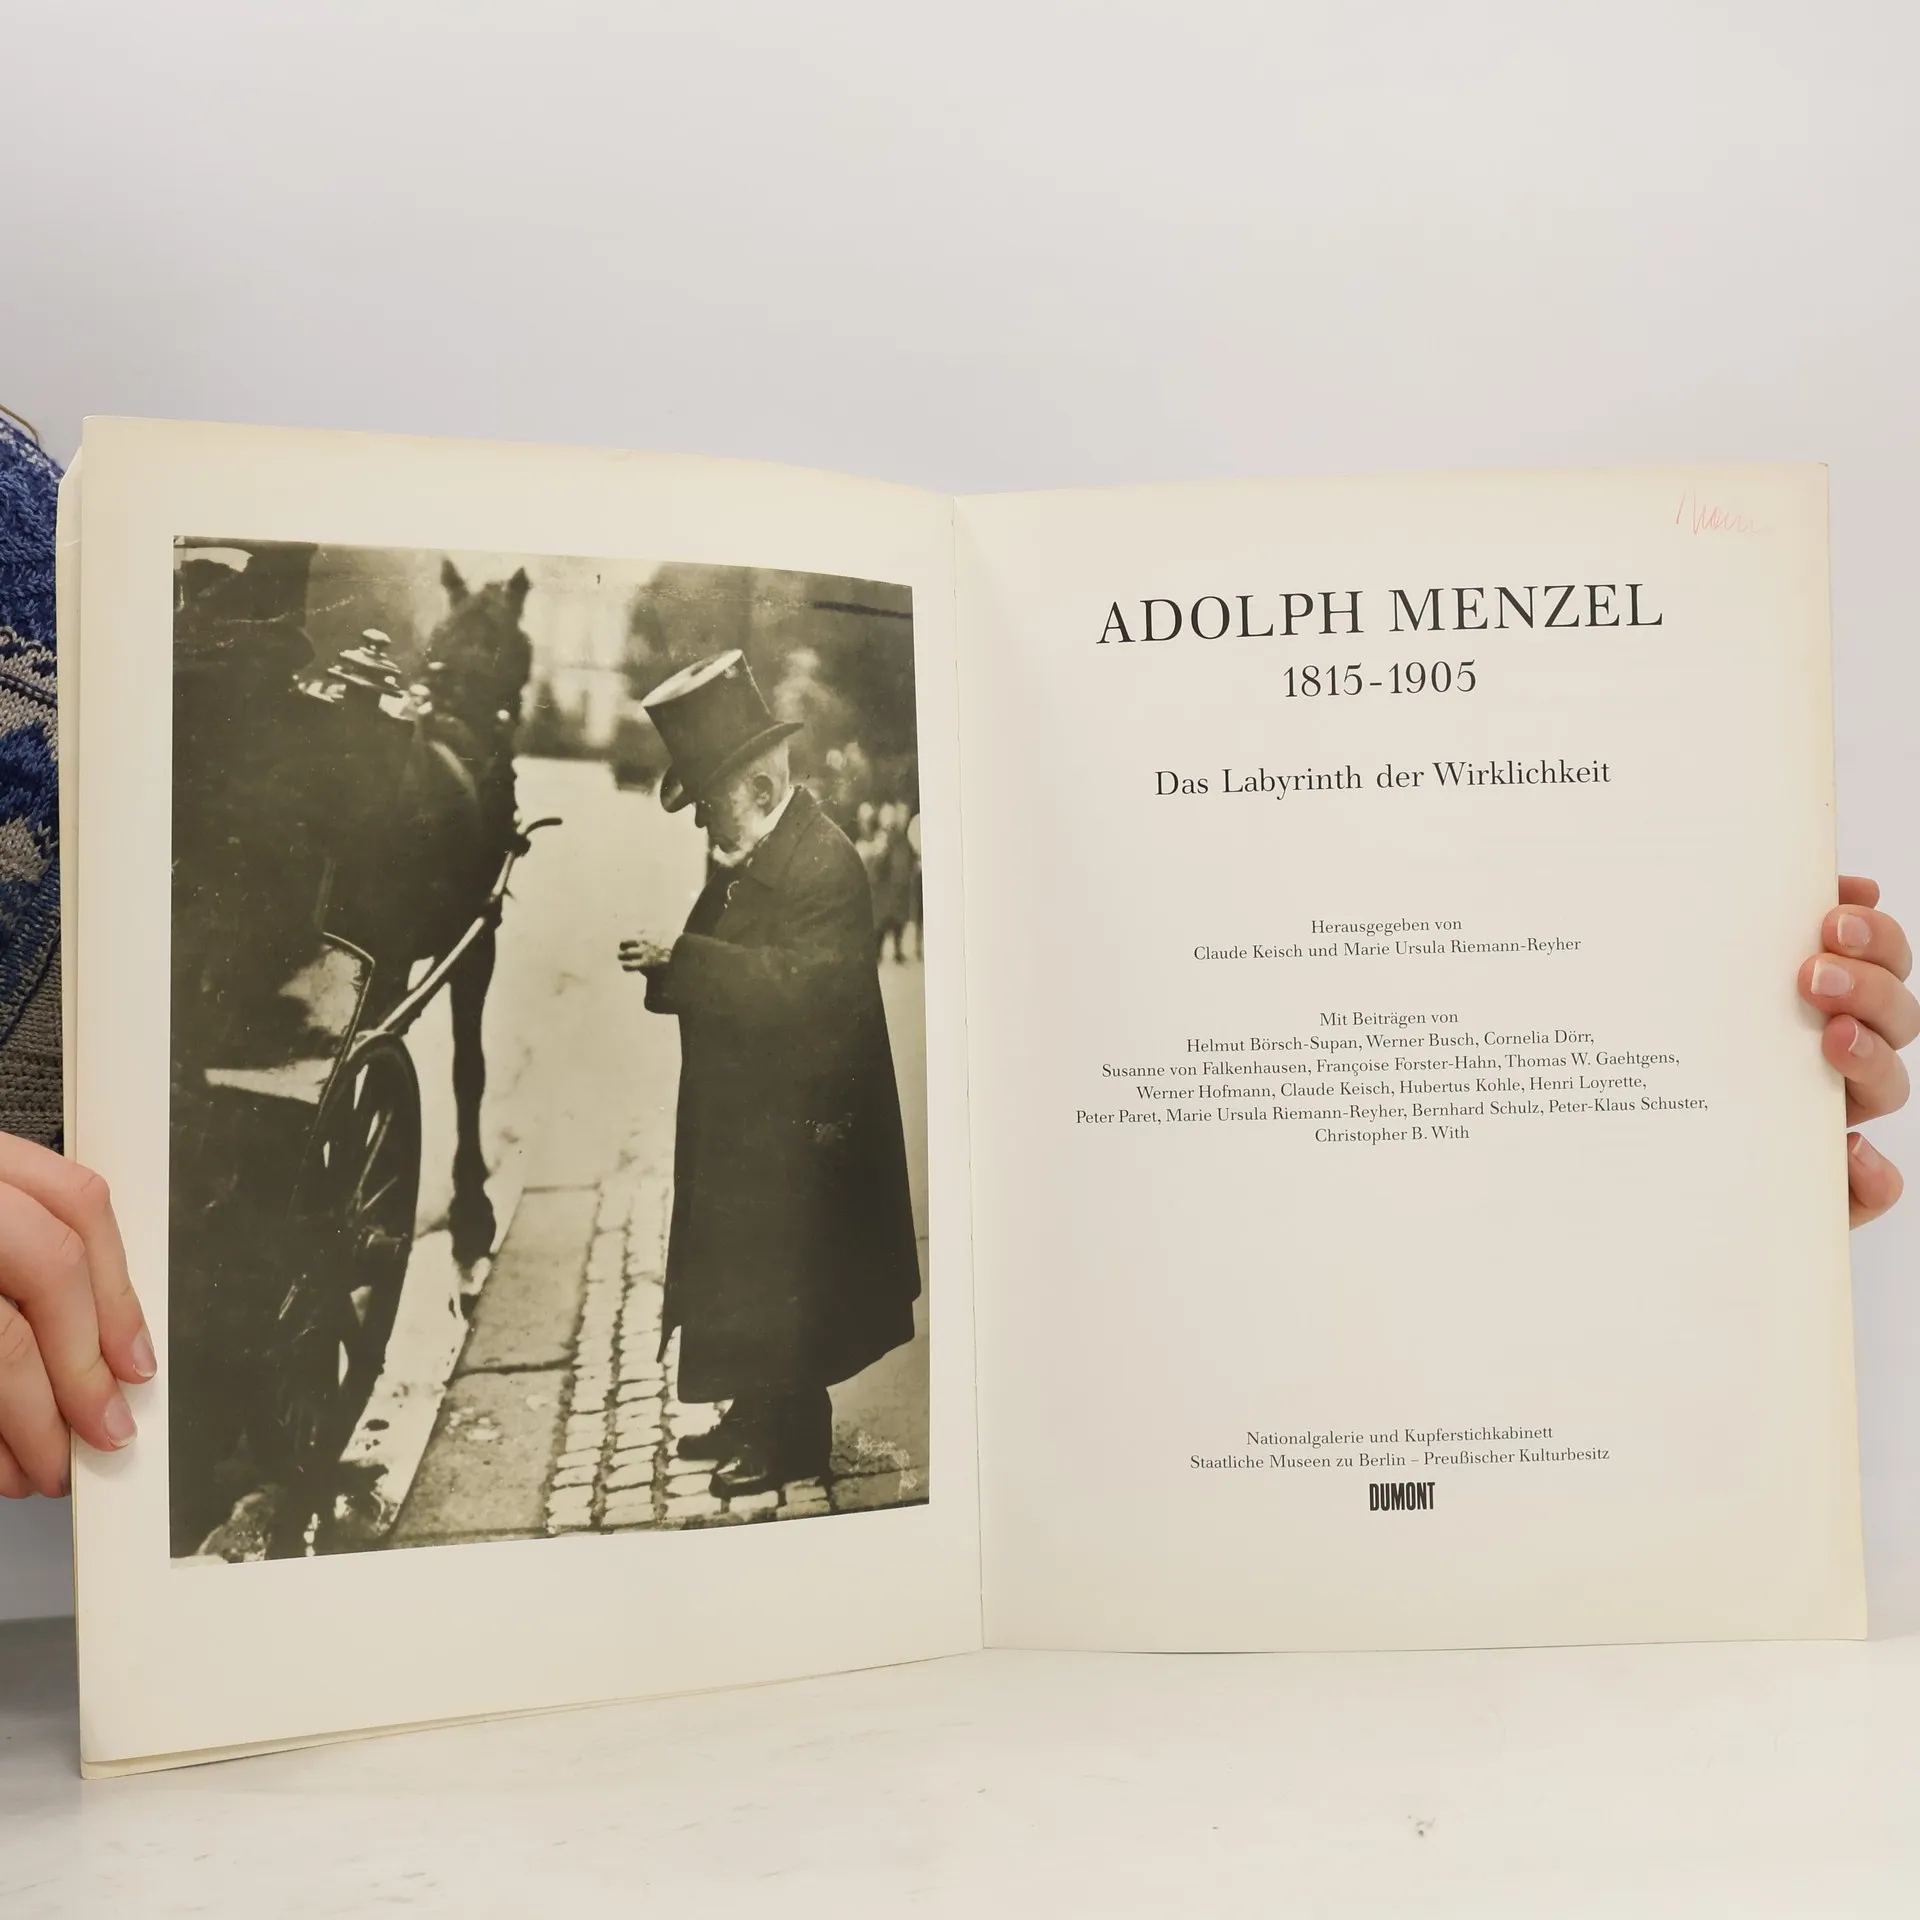 ADOLPH MENZEL
1815-1905
Das Labyrinth der Wirklichkeit
Herausgegeben von
Claude Keisch und Marie Ursula Riemann-Reyher
Mit Beiträgen von
Helmut Börsch-Supan, Werner Busch, Cornelia Dörr,
Susanne von Falkenhausen, Françoise Forster-Hahn, Thomas W. Gaehtgens,
Werner Hofmann, Claude Keisch, Hubertus Kohle, Henri Loyrette,
Peter Paret, Marie Ursula Riemann-Reyher, Bernhard Schulz, Peter-Klaus Schuster,
Christopher B. With
Nationalgalerie und Kupferstichkabinett
Staatliche Museen zu Berlin – Preußischer Kulturbesitz
DUMONT